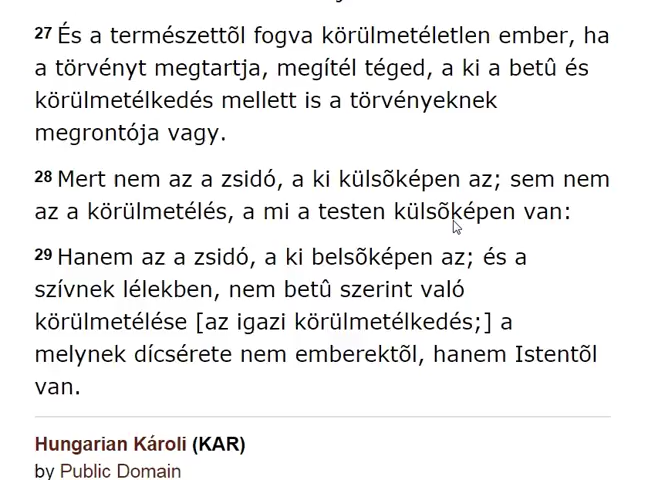 27 És a természettõl fogva körülmetéletlen ember, ha
a törvényt megtartja, megítél téged, a ki a betû és
körülmetélkedés mellett is a törvényeknek
megrontója vagy.
28 Mert nem az a zsidó, a ki külsõképen az; sem nem
az a körülmetélés, a mi a testen külsõképen van:
29 Hanem az a zsidó, a ki belsõképen az; és a
szívnek lélekben, nem betû szerint való
körülmetélése [az igazi körülmetélkedés;] a
melynek dícsérete nem emberektõl, hanem Istentõl
van.
Hungarian Károli (KAR)
by Public Domain